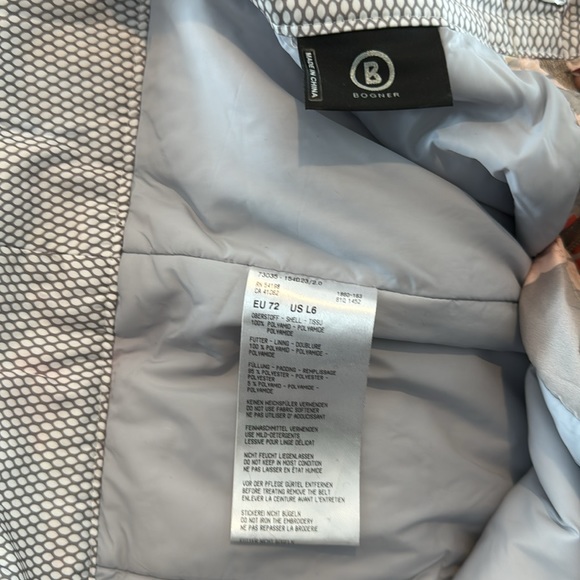 MADE IN CHINA
B
BOGNER
EU 72 US L6
OBERSTOFF - SHELL - TISSU
100% POLYAMID - POLYAMIDE
POLYAMIDE
FUTTER - LINING - DOUBLURE
100 % POLYAMID - POLYAMIDE
POLYAMIDE
FÜLLUNG - PADDING - REMPLISSAGE
95 % POLYESTER - POLYESTER -
POLYESTER
5 % POLYAMID - POLYAMIDE -
POLYAMIDE
KEINEN WEICHSPÜLER VERWENDEN
DO NOT USE FABRIC SOFTENER
NE PAS UTILISER D'ASSOUCISSANT
FEINWASCHMITTEL VERWENDEN
USE MILD-DETERGENTS
LESSIVE POUR LINGE DÉLICAT
NICHT FEUCHT LIEGENLASSEN
DO NOT KEEP IN MOIST CONDITION
NE PAS LAISSER EN ÉTAT HUMIDE
VOR DER PFLEGE GÜRTEL ENTFERNEN
BEFORE TREATING REMOVE THE BELT
ENLEVER LA CEINTURE AVANT L'ENTRETIEN
STICKEREI NICHT BÜGELN
DO NOT IRON THE EMBROIDERY
NE PAS REPASSER LA BRODERIE